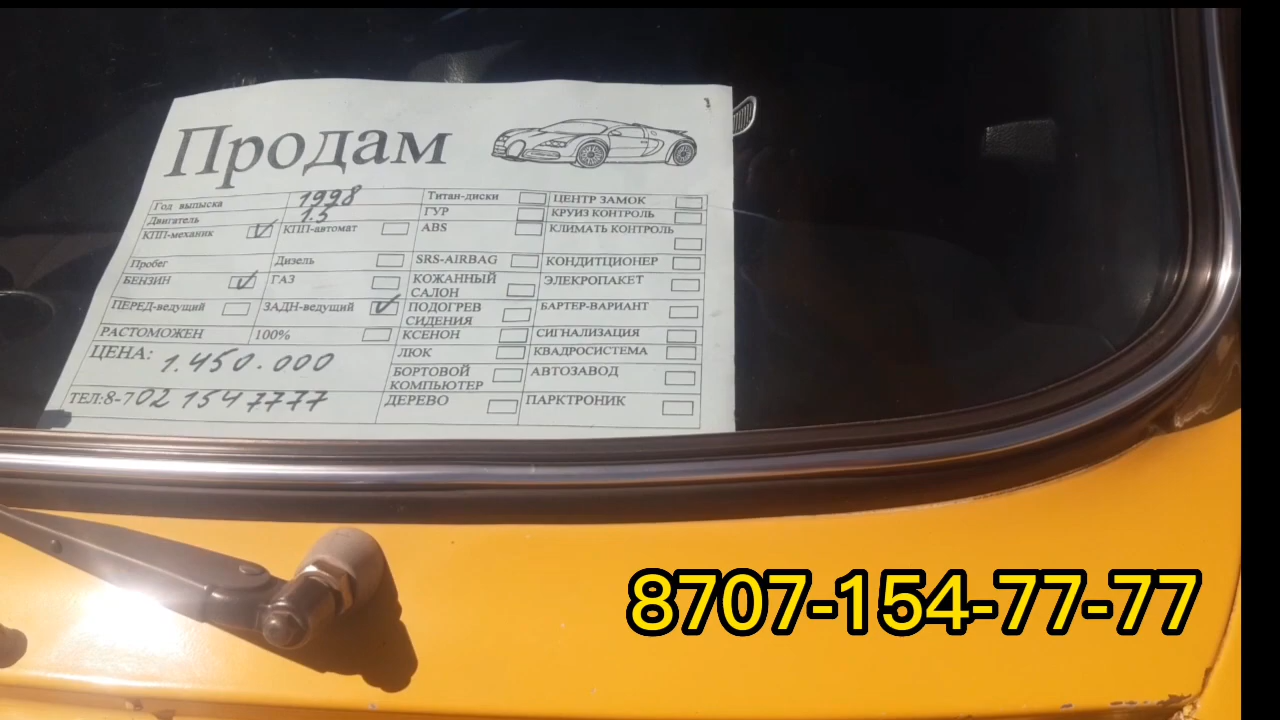 Продам
Год выпуска 1998 Титан-диски ЦЕНТР ЗАМОК
Двигатель 1.5 ГУР КРУИЗ КОНТРОЛЬ
КПП-механик КПП-автомат ABS КЛИМАТЬ КОНТРОЛЬ
Пробег Дизель SRS-AIRBAG КОНДИТЦИОНЕР
БЕНЗИН ГАЗ КОЖАННЫЙ САЛОН ЭЛЕКРОПАКЕТ
ПЕРЕД-ведущий ЗАДН-ведущий ПОДОГРЕВ СИДЕНИЯ БАРТЕР-ВАРИАНТ
РАСТОМОЖЕН 100% КСЕНОН СИГНАЛИЗАЦИЯ
ЦЕНА: 1.450.000 ЛЮК КВАДРОСИСТЕМА
БОРТОВОЙ КОМПЬЮТЕР АВТОЗАВОД
ТЕЛ:8-702 154 7777 ДЕРЕВО ПАРКТРОНИК
8707-154-77-77